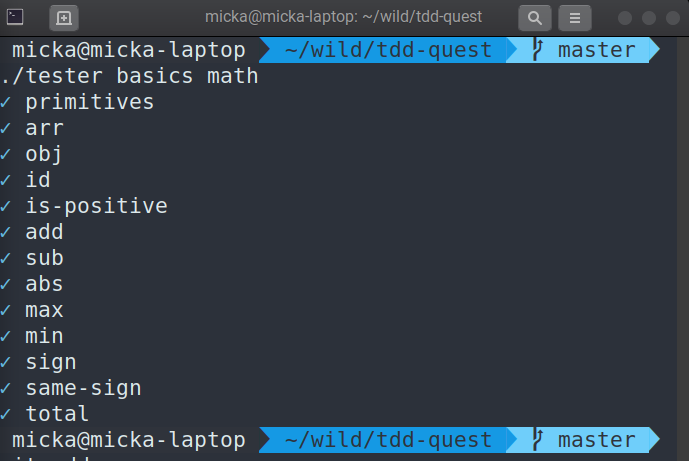 micka@micka-laptop: ~/wild/tdd-quest
micka@micka-laptop ~/wild/tdd-quest master
./tester basics math
✓ primitives
✓ arr
✓ obj
✓ id
✓ is-positive
✓ add
✓ sub
✓ abs
✓ max
✓ min
✓ sign
✓ same-sign
✓ total
micka@micka-laptop ~/wild/tdd-quest master